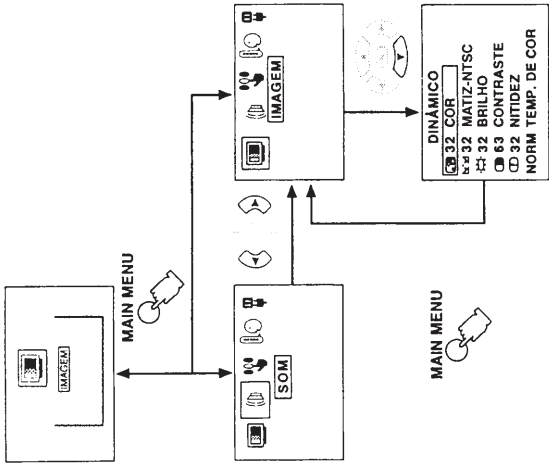 IMAGEM
MAIN MENU
SOM
IMAGEM
DINÂMICO
32 COR
32 MATIZ-NTSC
32 BRILHO
63 CONTRASTE
32 NITIDEZ
NORM TEMP. DE COR
MAIN MENU